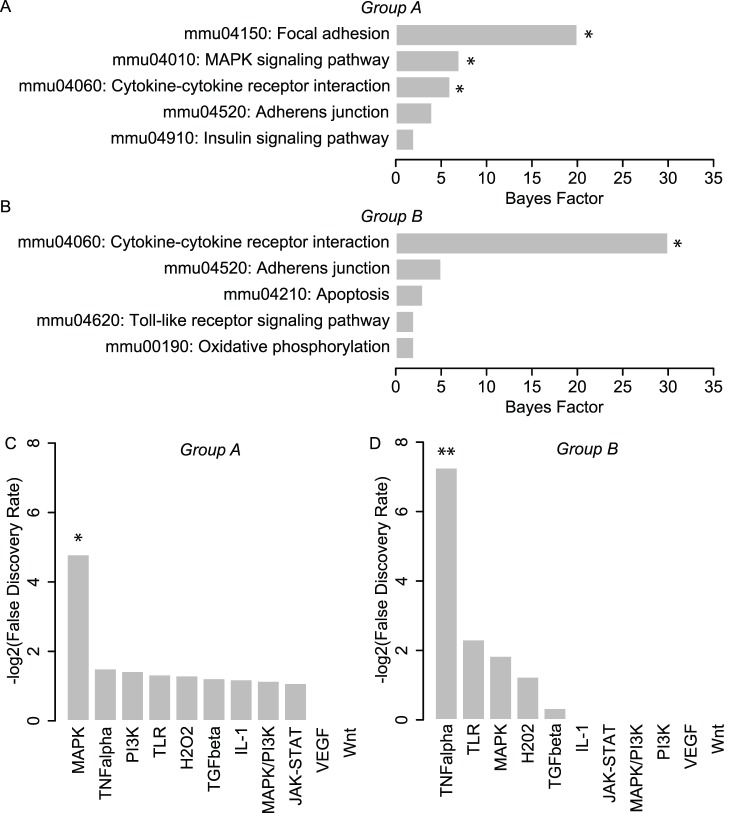 A
Group A
mmu04150: Focal adhesion
*
mmu04010: MAPK signaling pathway
*
mmu04060: Cytokine-cytokine receptor interaction
*
mmu04520: Adherens junction
mmu04910: Insulin signaling pathway
0 5 10 15 20 25 30 35
Bayes Factor
B
Group B
mmu04060: Cytokine-cytokine receptor interaction
*
mmu04520: Adherens junction
mmu04210: Apoptosis
mmu04620: Toll-like receptor signaling pathway
mmu00190: Oxidative phosphorylation
0 5 10 15 20 25 30 35
Bayes Factor
C
Group A
-log2(False Discovery Rate)
8
6
4
2
0
*
MAPK
TNFalpha
PI3K
TLR
H2O2
TGFbeta
IL-1
MAPK/PI3K
JAK-STAT
VEGF
Wnt
D
Group B
-log2(False Discovery Rate)
8
6
4
2
0
**
TNFalpha
TLR
MAPK
H202
TGFbeta
IL-1
JAK-STAT
MAPK/PI3K
PI3K
VEGF
Wnt